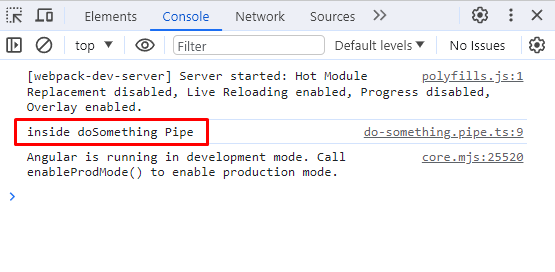 Elements Console Network Sources
top Filter Default levels No Issues
[webpack-dev-server] Server started: Hot Module polyfills.js:1
Replacement disabled, Live Reloading enabled, Progress disabled,
Overlay enabled.
inside doSomething Pipe do-something.pipe.ts:9
Angular is running in development mode. Call core.mjs:25520
enableProdMode() to enable production mode.